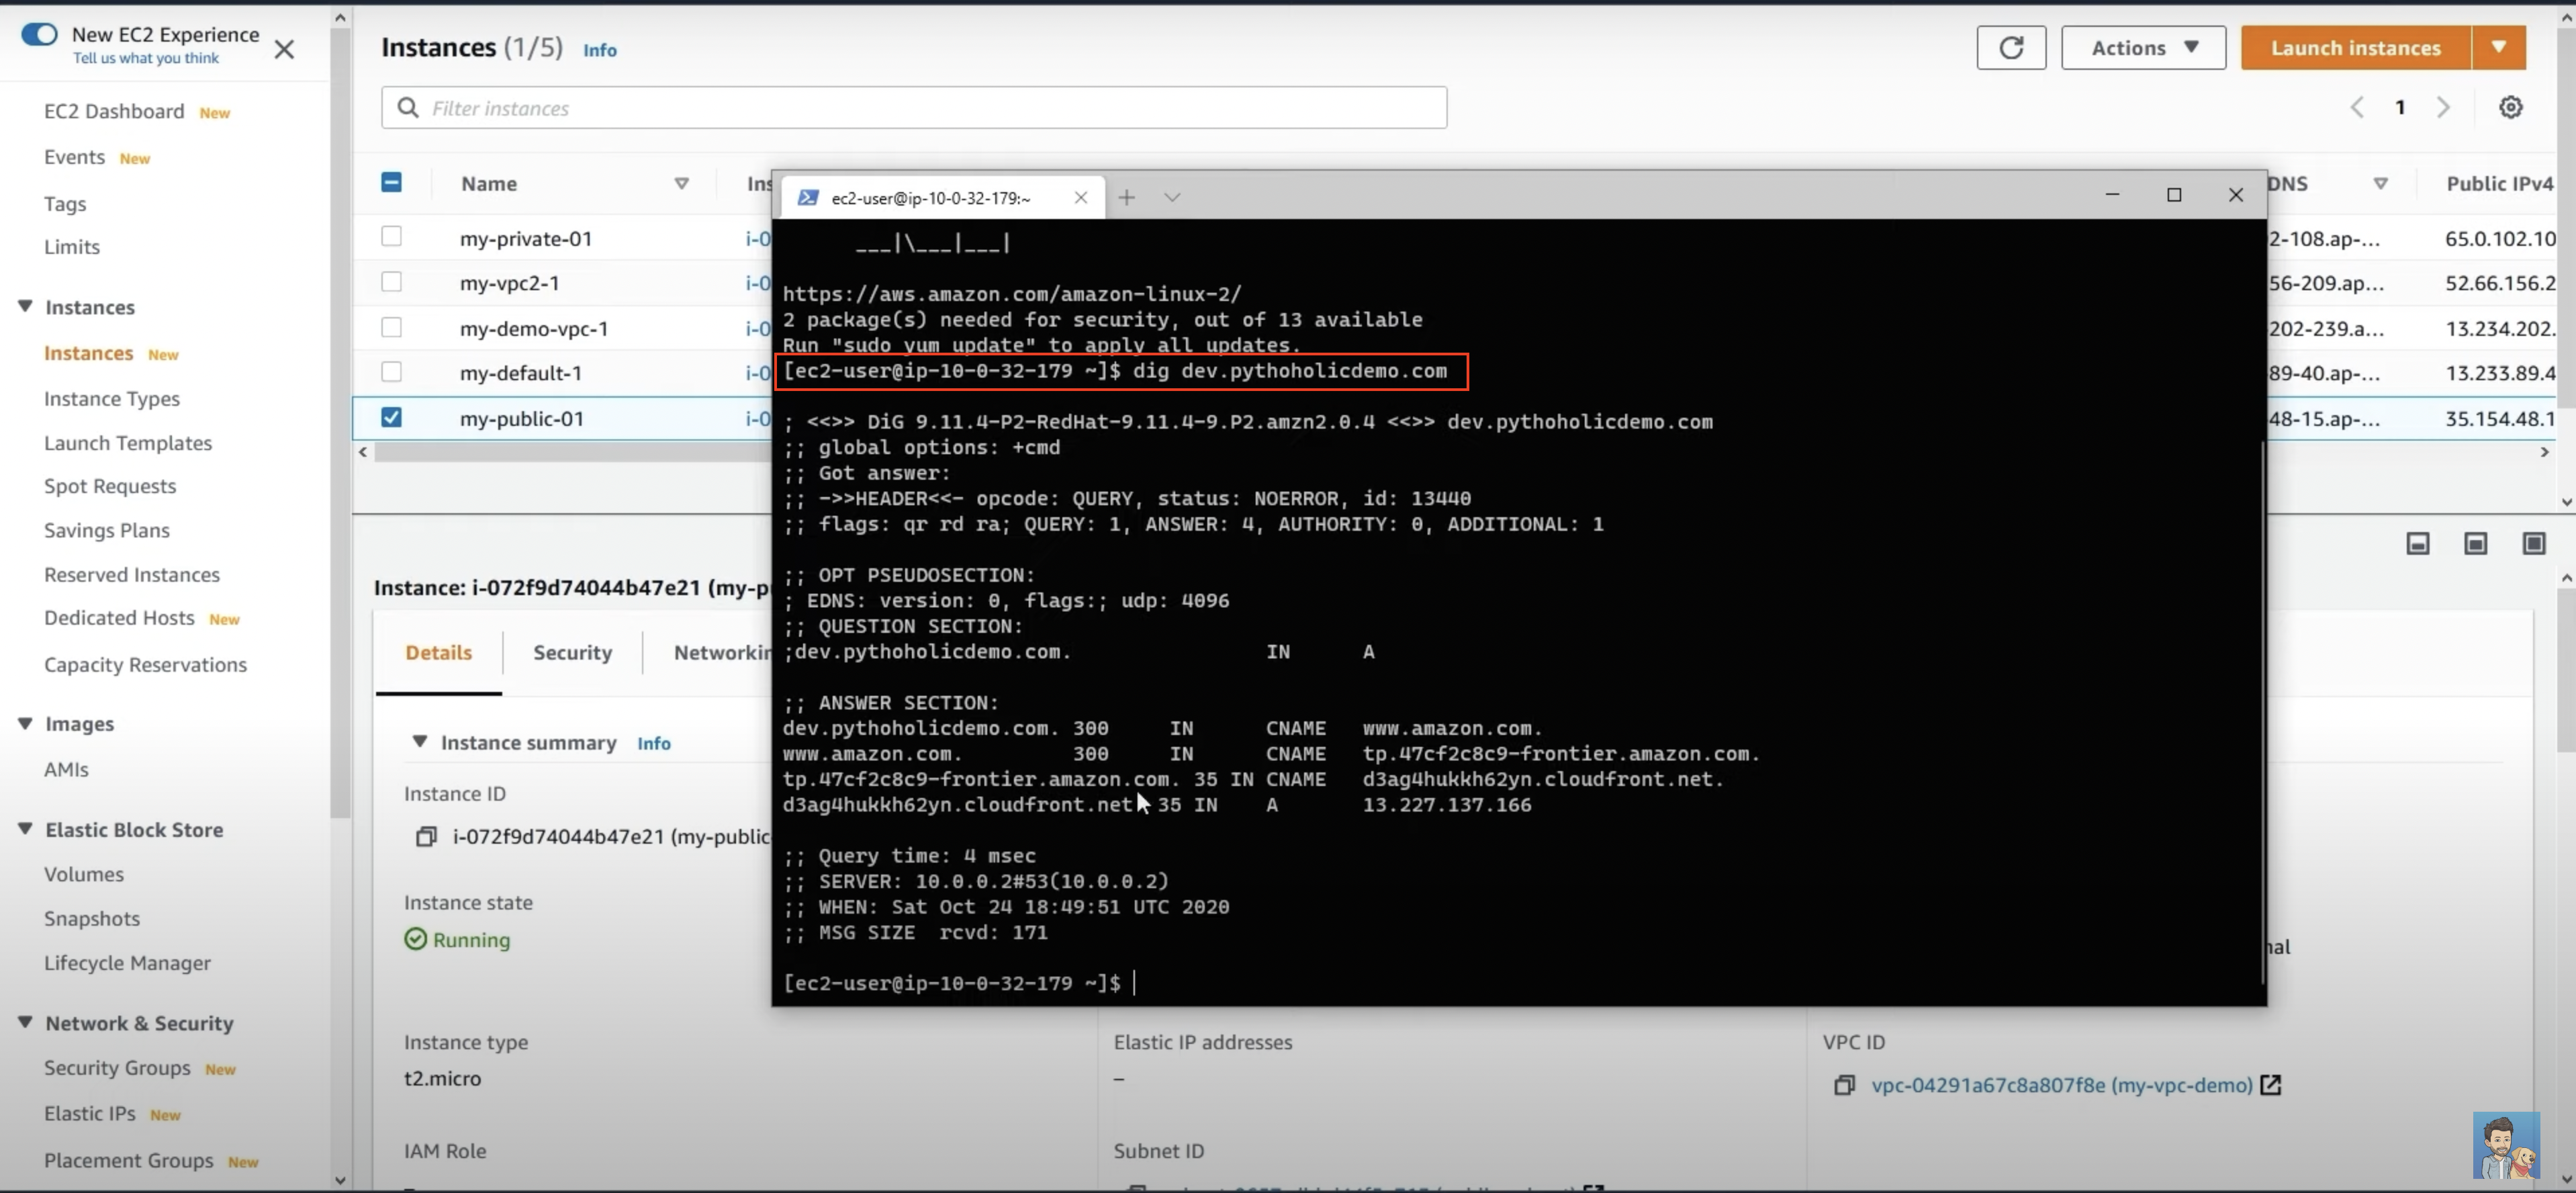 New EC2 Experience
Tell us what you think
EC2 Dashboard New
Events New
Tags
Limits
Instances
Instances New
Instance Types
Launch Templates
Spot Requests
Savings Plans
Reserved Instances
Dedicated Hosts New
Capacity Reservations
Images
AMIs
Elastic Block Store
Volumes
Snapshots
Lifecycle Manager
Network & Security
Security Groups New
Elastic IPs New
Placement Groups New
Instances (1/5) Info
Actions
Launch instances
Filter instances
1
Name Ins DNS Public IPv4
my-private-01 i-0 2-108.ap-... 65.0.102.10
my-vpc2-1 i-0 56-209.ap... 52.66.156.2
my-demo-vpc-1 i-0 202-239.a... 13.234.202.
my-default-1 i-0 89-40.ap-... 13.233.89.4
my-public-01 i-0 48-15.ap-... 35.154.48.1
ec2-user@ip-10-0-32-179:~
___|\___|___|
https://aws.amazon.com/amazon-linux-2/
2 package(s) needed for security, out of 13 available
Run "sudo yum update" to apply all updates.
[ec2-user@ip-10-0-32-179 ~]$ dig dev.pythoholicdemo.com
; <<>> DiG 9.11.4-P2-RedHat-9.11.4-9.P2.amzn2.0.4 <<>> dev.pythoholicdemo.com
;; global options: +cmd
;; Got answer:
;; ->>HEADER<<- opcode: QUERY, status: NOERROR, id: 13440
;; flags: qr rd ra; QUERY: 1, ANSWER: 4, AUTHORITY: 0, ADDITIONAL: 1
;; OPT PSEUDOSECTION:
; EDNS: version: 0, flags:; udp: 4096
;; QUESTION SECTION:
;dev.pythoholicdemo.com. IN A
;; ANSWER SECTION:
dev.pythoholicdemo.com. 300 IN CNAME www.amazon.com.
www.amazon.com. 300 IN CNAME tp.47cf2c8c9-frontier.amazon.com.
tp.47cf2c8c9-frontier.amazon.com. 35 IN CNAME d3ag4hukkh62yn.cloudfront.net.
d3ag4hukkh62yn.cloudfront.net 35 IN A 13.227.137.166
;; Query time: 4 msec
;; SERVER: 10.0.0.2#53(10.0.0.2)
;; WHEN: Sat Oct 24 18:49:51 UTC 2020
;; MSG SIZE rcvd: 171
[ec2-user@ip-10-0-32-179 ~]$
Instance: i-072f9d74044b47e21 (my-p
Details Security Networkin
Instance summary Info
Instance ID
i-072f9d74044b47e21 (my-public
Instance state
Running
nal
Instance type Elastic IP addresses VPC ID
t2.micro – vpc-04291a67c8a807f8e (my-vpc-demo)
IAM Role Subnet ID